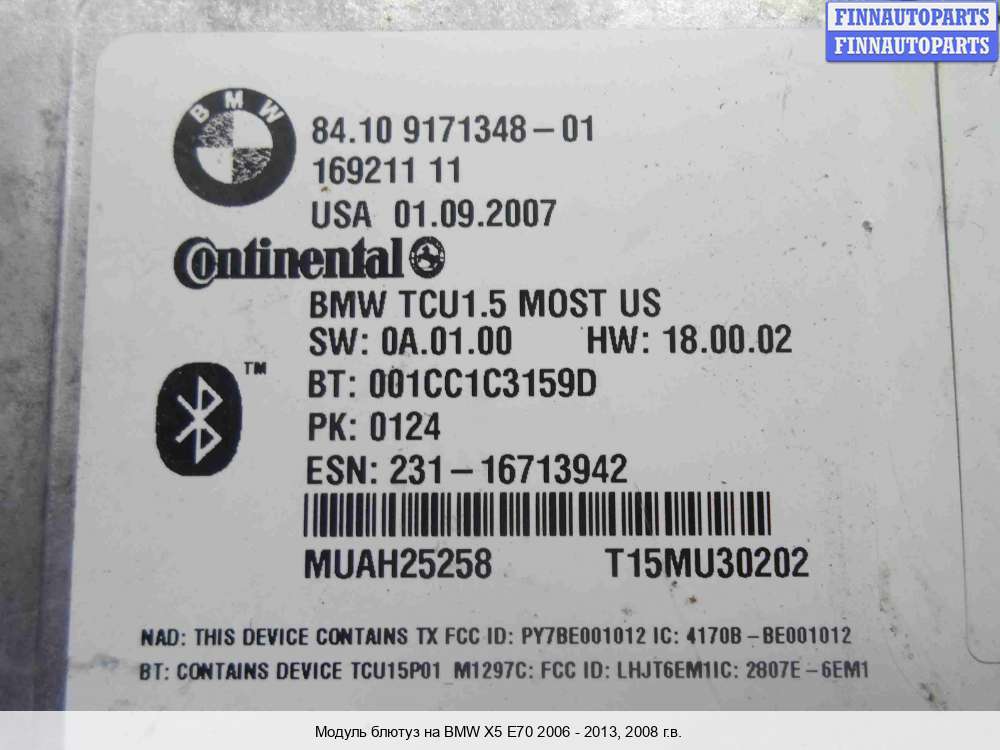 FINNAUTOPARTS
FINNAUTOPARTS
BMW
84.10 9171348-01
169211 11
USA 01.09.2007
Continental
BMW TCU1.5 MOST US
SW: 0A.01.00 HW: 18.00.02
TM
BT: 001CC1C3159D
PK: 0124
ESN: 231-16713942
MUAH25258 T15MU30202
NAD: THIS DEVICE CONTAINS TX FCC ID: PY7BE001012 IC: 4170B-BE001012
BT: CONTAINS DEVICE TCU15P01_M1297C: FCC ID: LHJT6EM1IC: 2807E-6EM1
Модуль блютуз на BMW X5 E70 2006 - 2013, 2008 г.в.